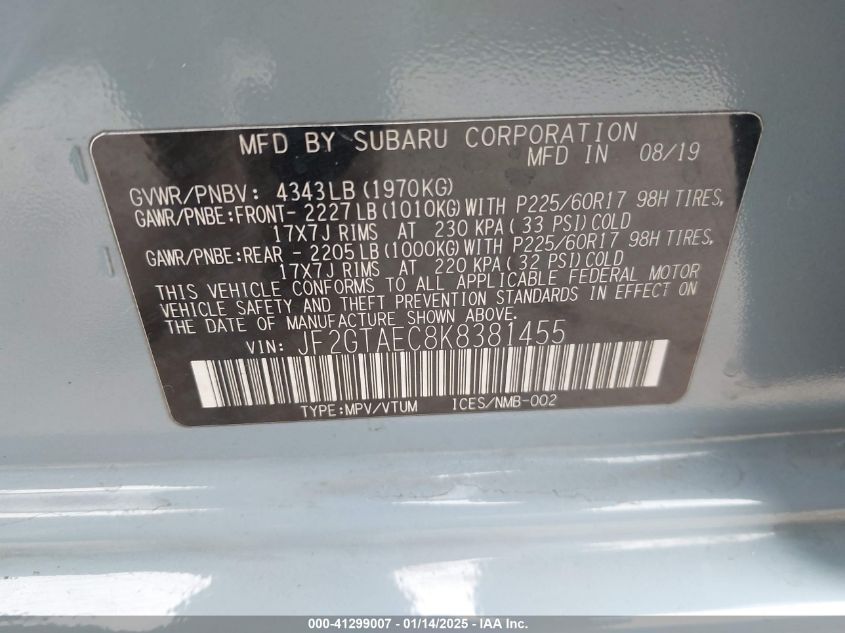 MFD BY SUBARU CORPORATION
MFD IN 08/19
GVWR/PNBV: 4343LB (1970KG)
GAWR/PNBE:FRONT- 2227LB(1010KG)WITH P225/60R17 98H TIRES,
17X7J RIMS AT 230 KPA( 33 PSI)COLD
GAWR/PNBE:REAR - 2205LB(1000KG)WITH P225/60R17 98H TIRES,
17X7J RIMS AT 220 KPA( 32 PSI)COLD
THIS VEHICLE CONFORMS TO ALL APPLICABLE FEDERAL MOTOR
VEHICLE SAFETY AND THEFT PREVENTION STANDARDS IN EFFECT ON
THE DATE OF MANUFACTURE SHOWN ABOVE.
VIN: JF2GTAEC8K8381455
TYPE:MPV/VTUM ICES/NMB-002
000-41299007 - 01/14/2025 - IAA Inc.